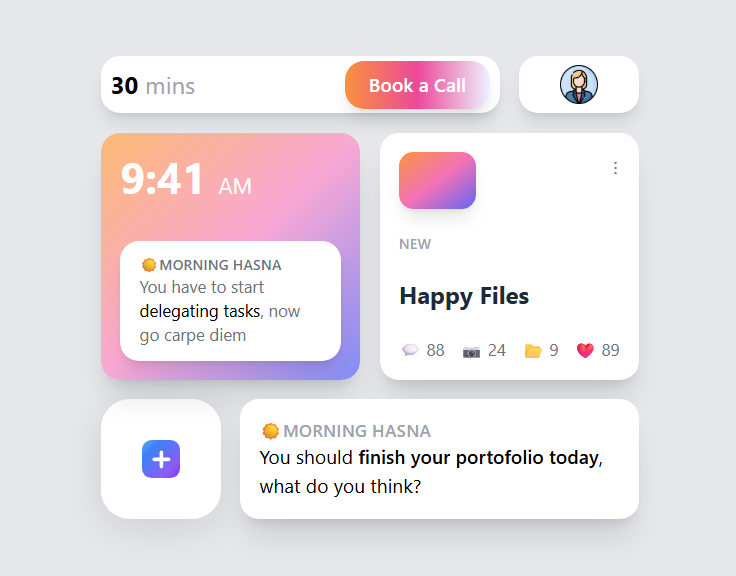 30 mins
Book a Call
9:41 AM
MORNING HASNA
You have to start
delegating tasks, now
go carpe diem
NEW
Happy Files
88 24 9 89
MORNING HASNA
You should finish your portofolio today,
what do you think?